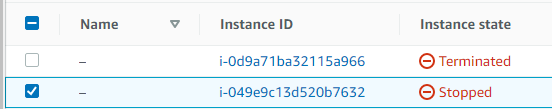 Name Instance ID Instance state
– i-0d9a71ba32115a966 Terminated
– i-049e9c13d520b7632 Stopped